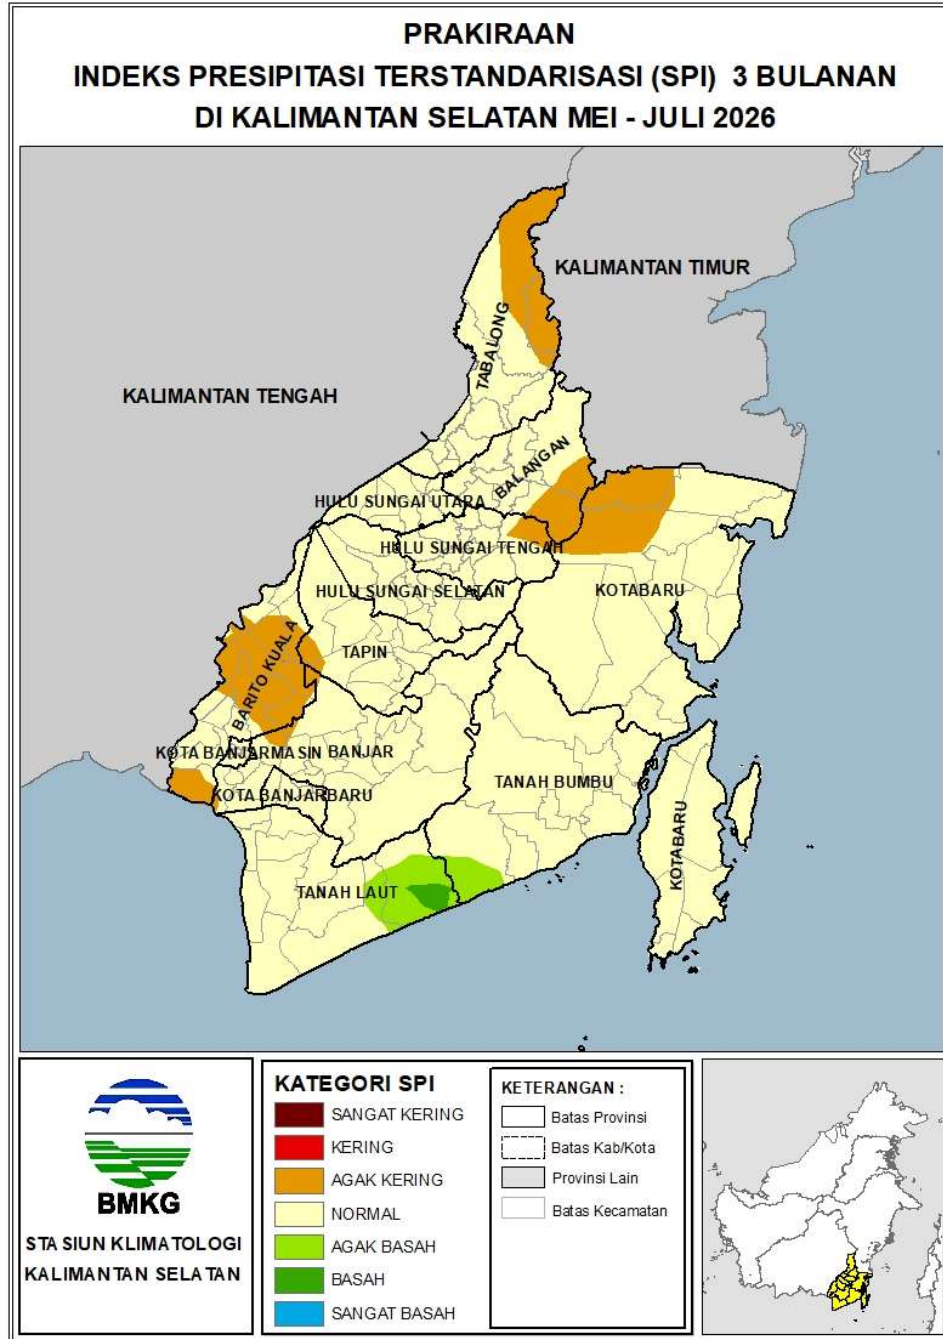 PRAKIRAAN
INDEKS PRESIPITASI TERSTANDARISASI (SPI) 3 BULANAN
DI KALIMANTAN SELATAN MEI - JULI 2026
KALIMANTAN TIMUR
TABALONG
KALIMANTAN TENGAH
BALANGAN
HULU SUNGAI UTARA
HULU SUNGAI TENGAH
HULU SUNGAI SELATAN
KOTABARU
BARITO KUALA
TAPIN
KOTA BANJARMASIN
BANJAR
KOTA BANJARBARU
TANAH BUMBU
KOTABARU
TANAH LAUT
BMKG
STASIUN KLIMATOLOGI
KALIMANTAN SELATAN
KATEGORI SPI
SANGAT KERING
KERING
AGAK KERING
NORMAL
AGAK BASAH
BASAH
SANGAT BASAH
KETERANGAN :
Batas Provinsi
Batas Kab/Kota
Provinsi Lain
Batas Kecamatan